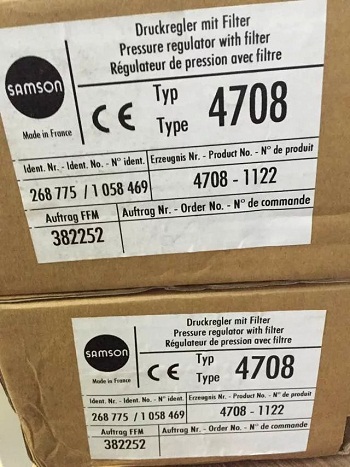 Druckregler mit Filter
Pressure regulator with filter
Régulateur de pression avec filtre
SAMSON
CE
Typ
Type
4708
Made in France
Ident. Nr. - Ident. No. - N° ident.
Erzeugnis Nr. - Product No. - N° de produit
268 775 / 1 058 469
4708 - 1122
Auftrag FFM
Auftrag Nr. - Order No. - N° de commande
382252
Druckregler mit Filter
Pressure regulator with filter
Régulateur de pression avec filtre
SAMSON
CE
Typ
Type
4708
Made in France
Ident. Nr. - Ident. No. - N° ident.
Erzeugnis Nr. - Product No. - N° de produit
268 775 / 1 058 469
4708 - 1122
Auftrag FFM
Auftrag Nr. - Order No. - N° de commande
382252